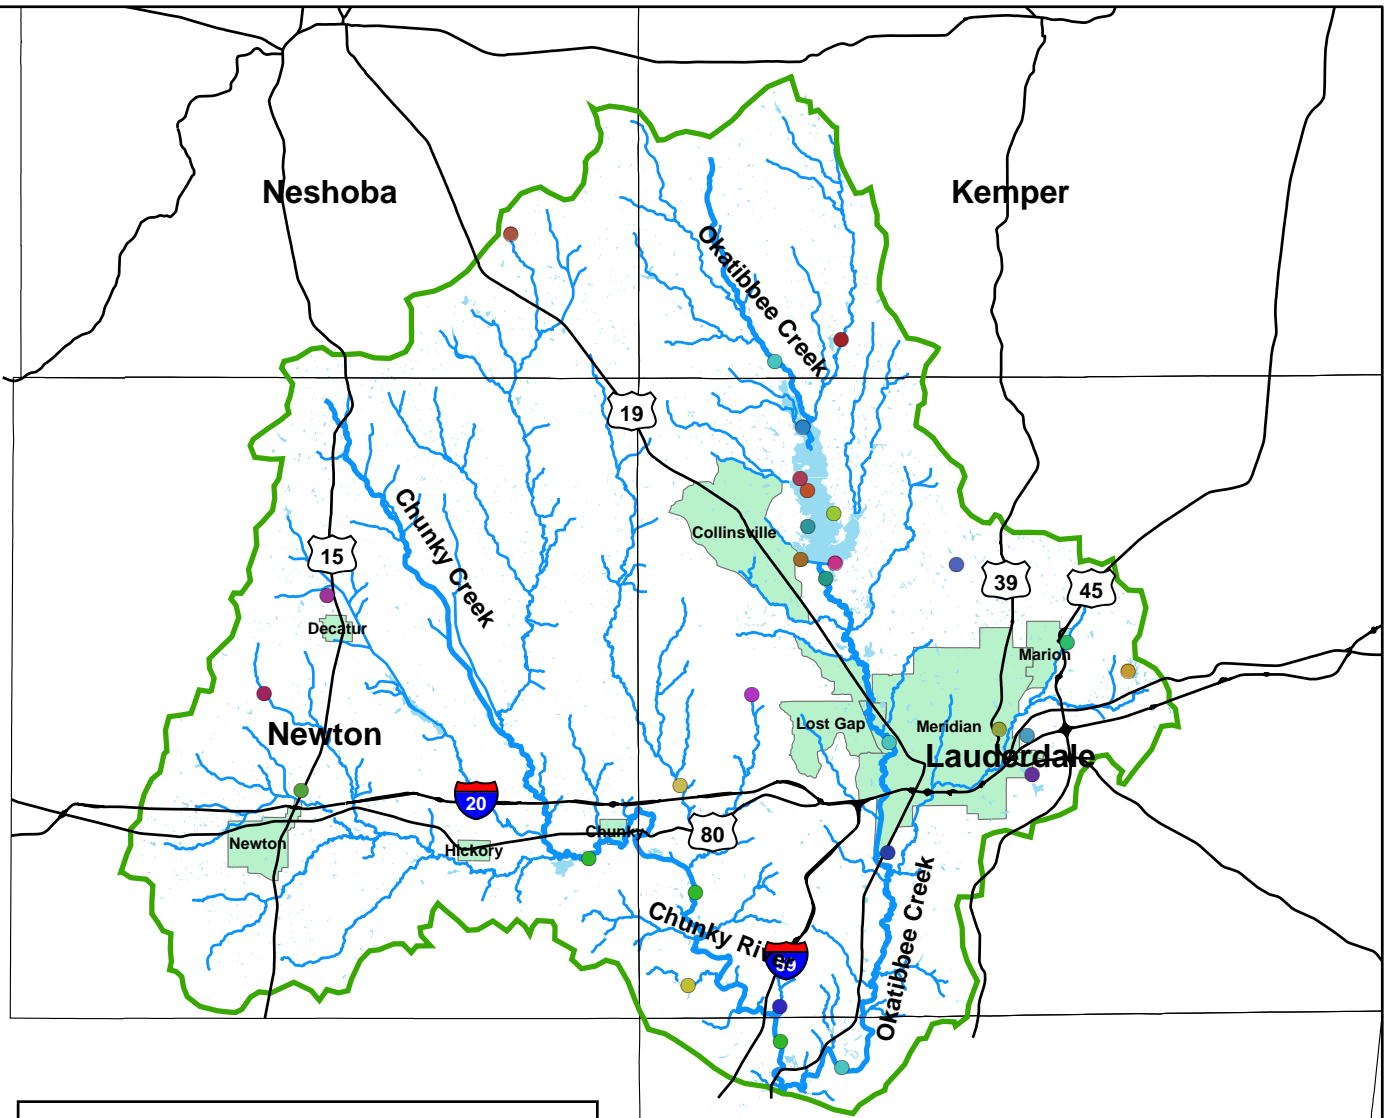 Neshoba
Kemper
Okatibbee Creek
19
Chunky Creek
Collinsville
15
39
45
Decatur
Marion
Newton
Lost Gap
Meridian
Lauderdale
20
Chunky
80
Newton
Hickory
Chunky River
59
Okatibbee Creek